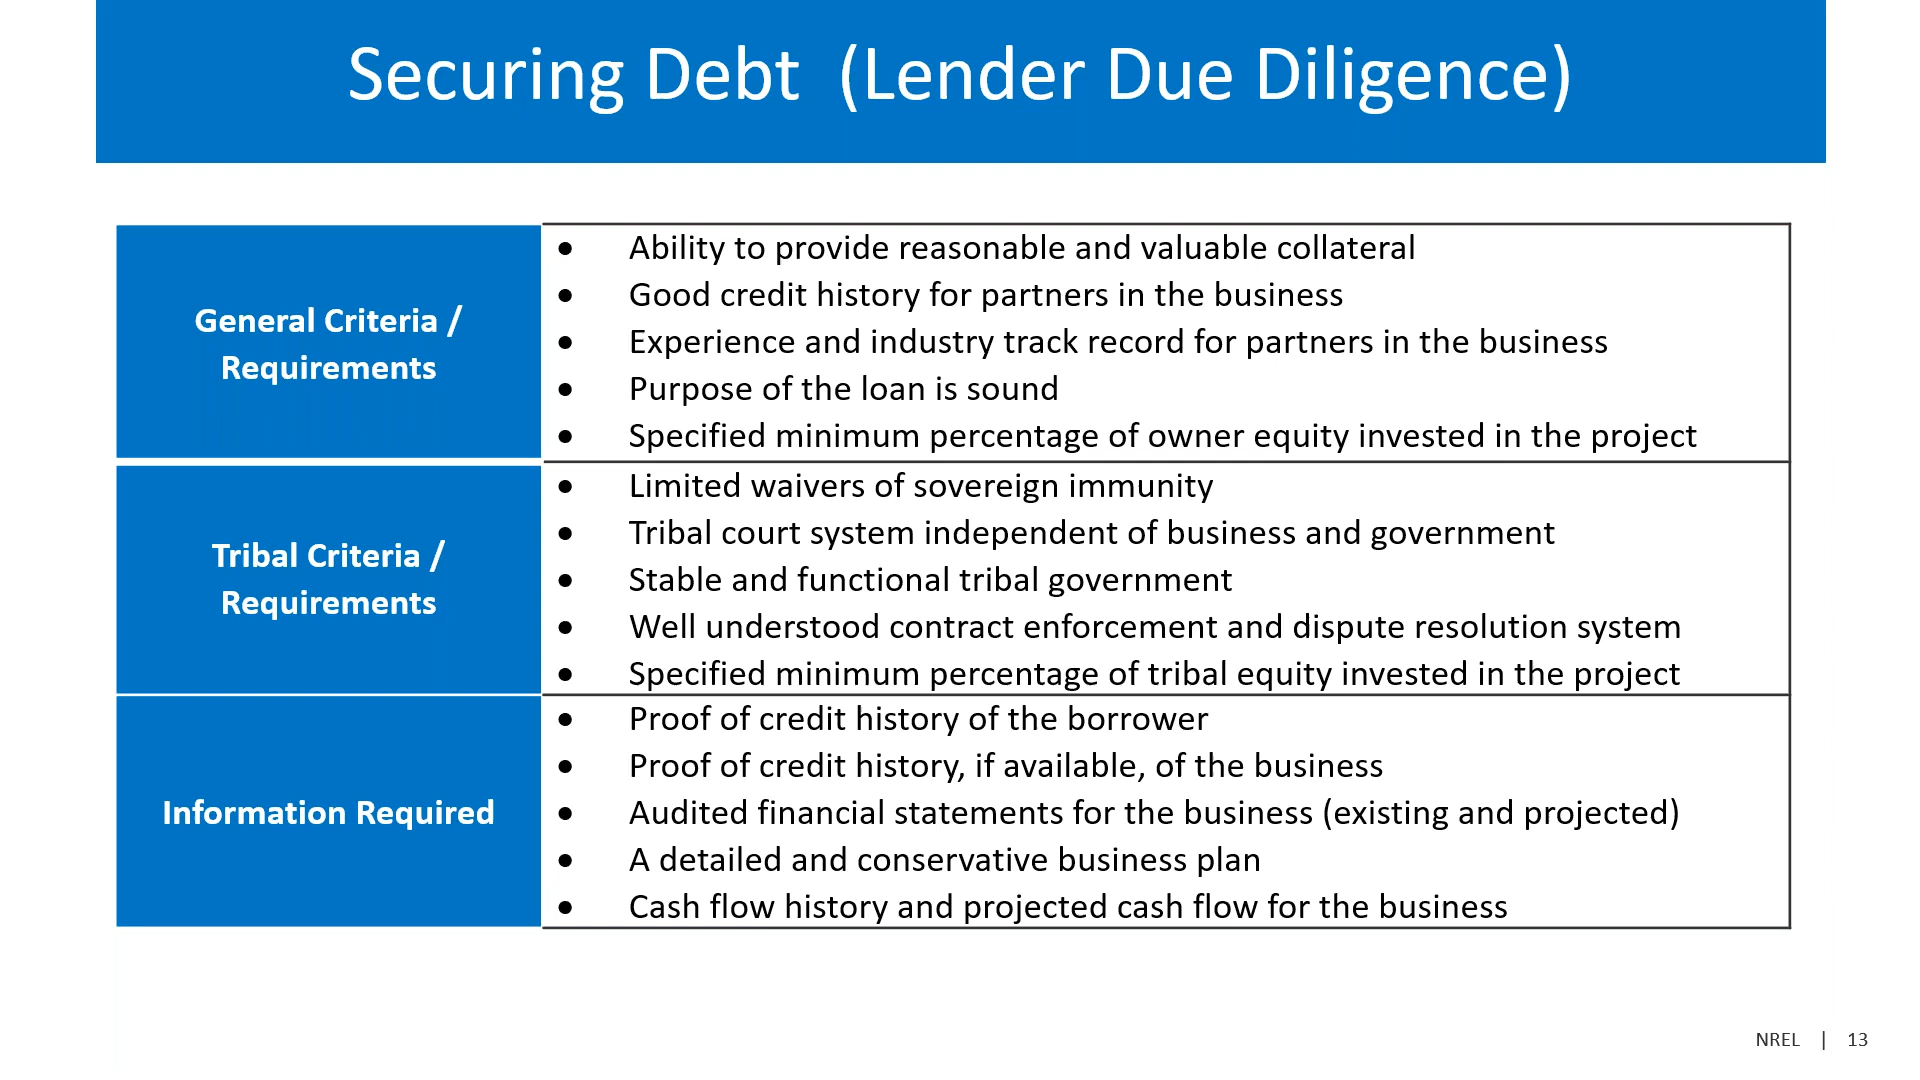 Securing Debt (Lender Due Diligence)
General Criteria /
Requirements
• Ability to provide reasonable and valuable collateral
• Good credit history for partners in the business
• Experience and industry track record for partners in the business
• Purpose of the loan is sound
• Specified minimum percentage of owner equity invested in the project
Tribal Criteria /
Requirements
• Limited waivers of sovereign immunity
• Tribal court system independent of business and government
• Stable and functional tribal government
• Well understood contract enforcement and dispute resolution system
• Specified minimum percentage of tribal equity invested in the project
Information Required
• Proof of credit history of the borrower
• Proof of credit history, if available, of the business
• Audited financial statements for the business (existing and projected)
• A detailed and conservative business plan
• Cash flow history and projected cash flow for the business
NREL | 13